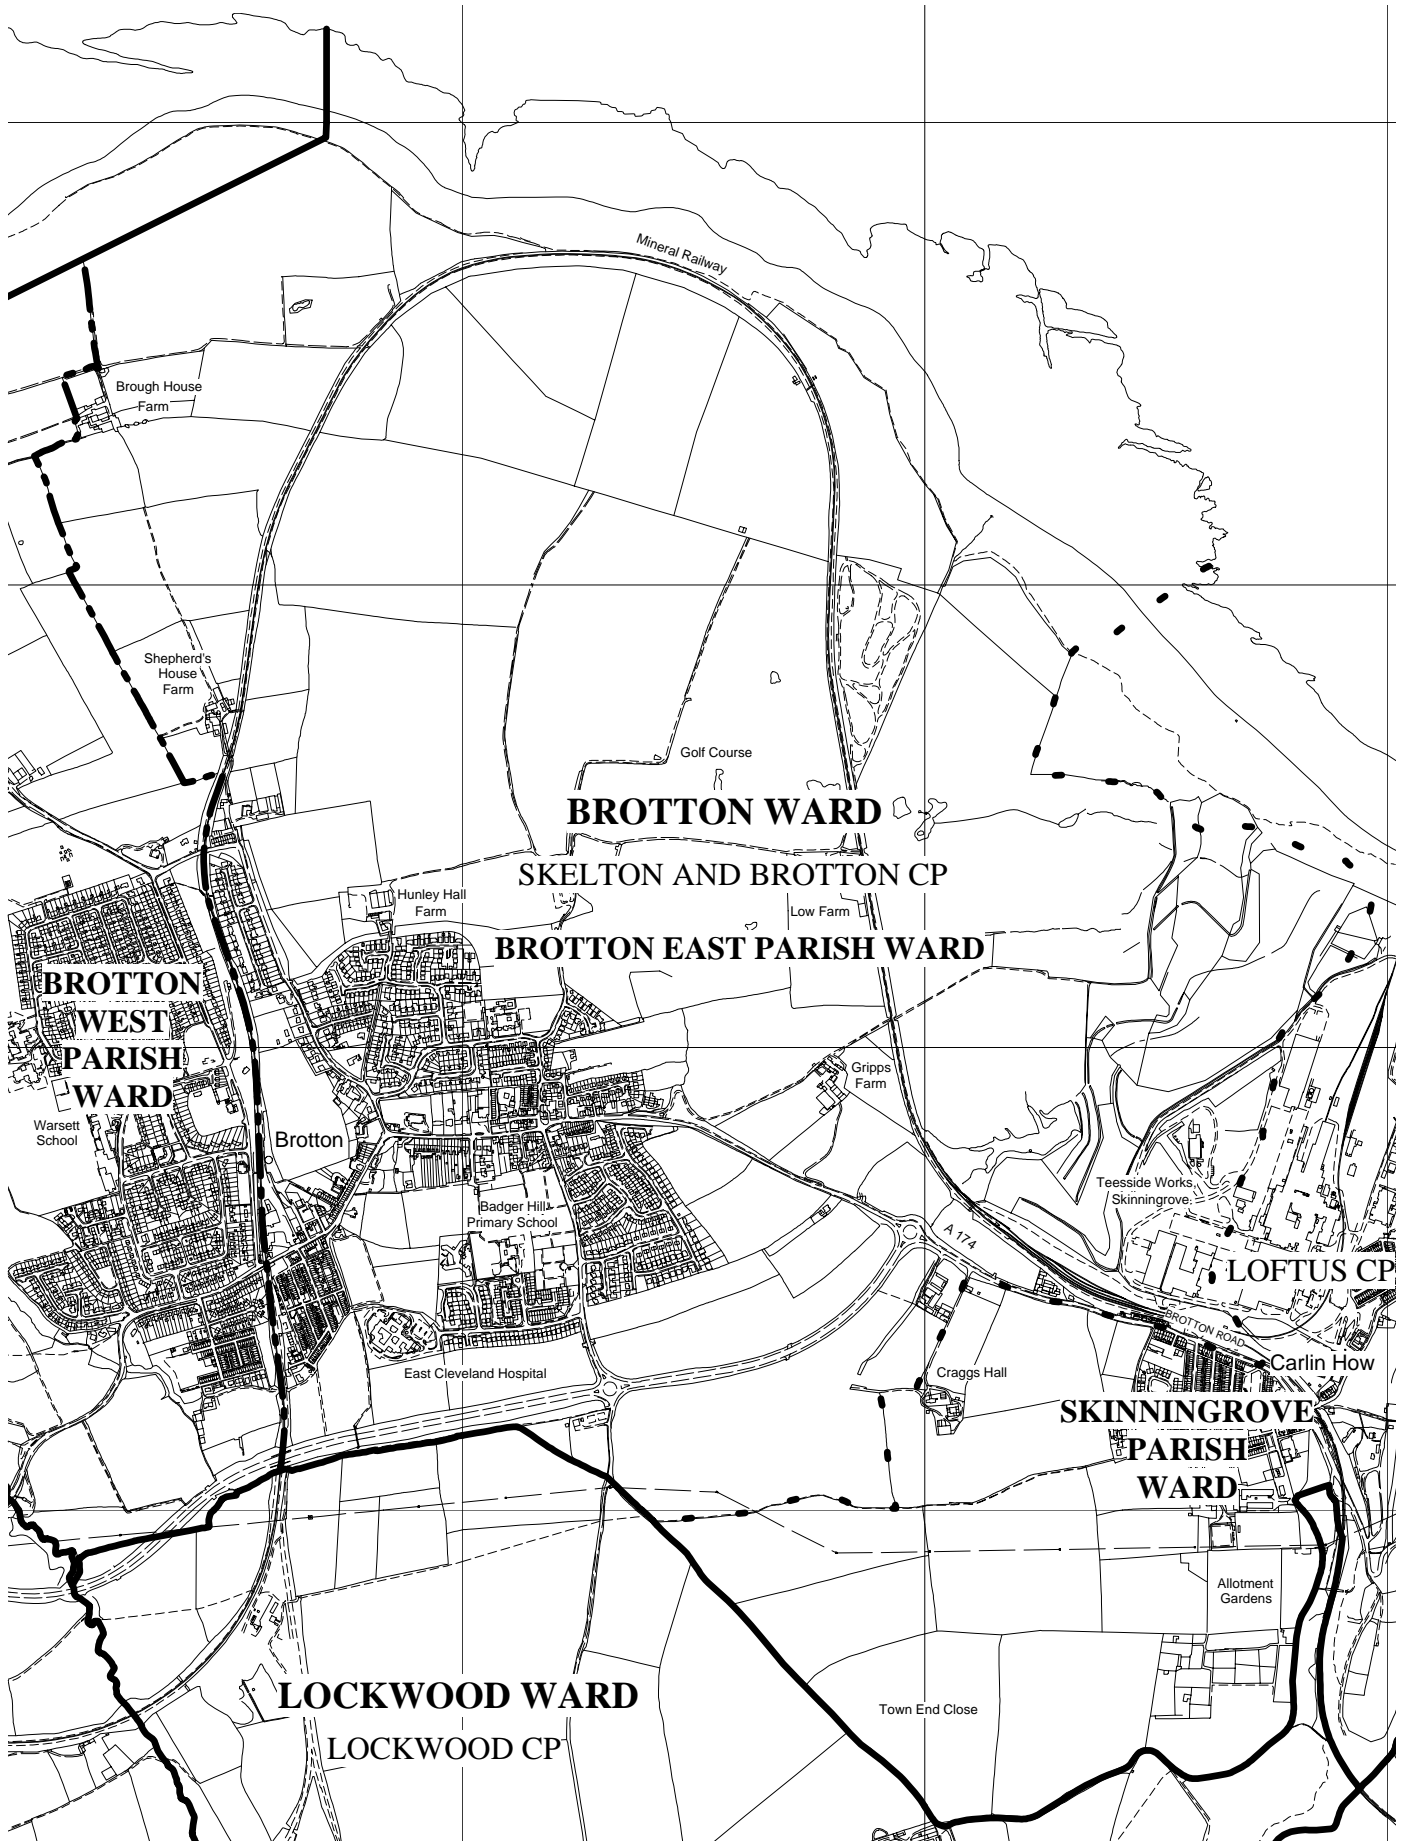 Mineral Railway
Brough House
Farm
Shepherd's
House
Farm
Golf Course
BROTTON WARD
SKELTON AND BROTTON CP
Hunley Hall
Farm
Low Farm
BROTTON EAST PARISH WARD
BROTTON
WEST
PARISH
WARD
Gripps
Farm
Warsett
School
Brotton
Teesside Works,
Skinningrove
Badger Hill
Primary School
A 174
LOFTUS CP
BROTTON ROAD
Carlin How
East Cleveland Hospital
Craggs Hall
SKINNINGROVE
PARISH
WARD
Allotment
Gardens
LOCKWOOD WARD
LOCKWOOD CP
Town End Close